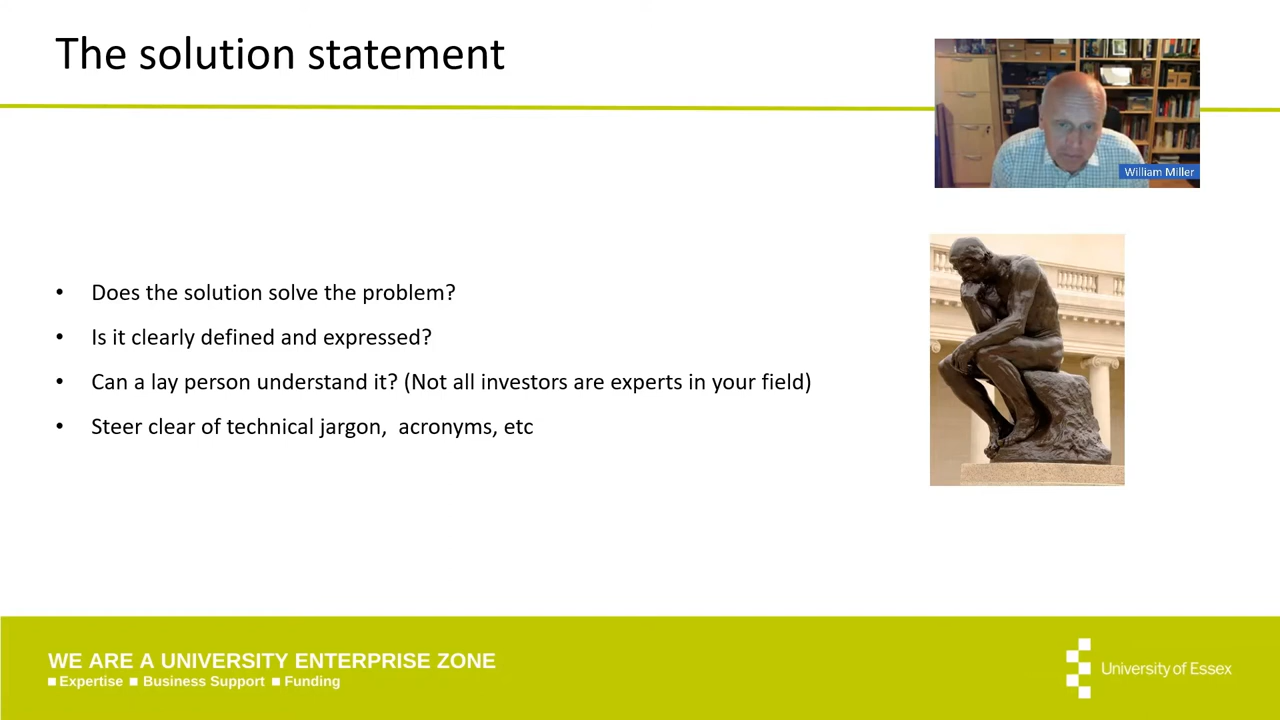 The solution statement
William Miller
• Does the solution solve the problem?
• Is it clearly defined and expressed?
• Can a lay person understand it? (Not all investors are experts in your field)
• Steer clear of technical jargon,  acronyms, etc
WE ARE A UNIVERSITY ENTERPRISE ZONE
■ Expertise ■ Business Support ■ Funding
University of Essex